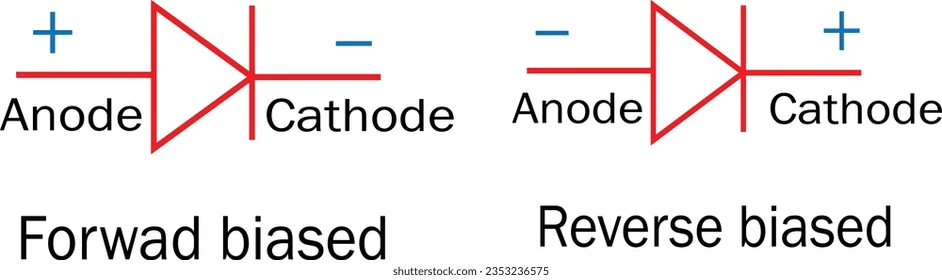 + − − +
Anode Cathode Anode Cathode
Forwad biased Reverse biased
shutterstock.com · 2353236575